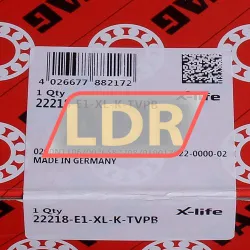 FAG
4 026677 882172
1 Qty
22218-E1-XL-K-TVPB
X-life
LDR
22-0000-02
MADE IN GERMANY
1 Qty
22218-E1-XL-K-TVPB
X-life